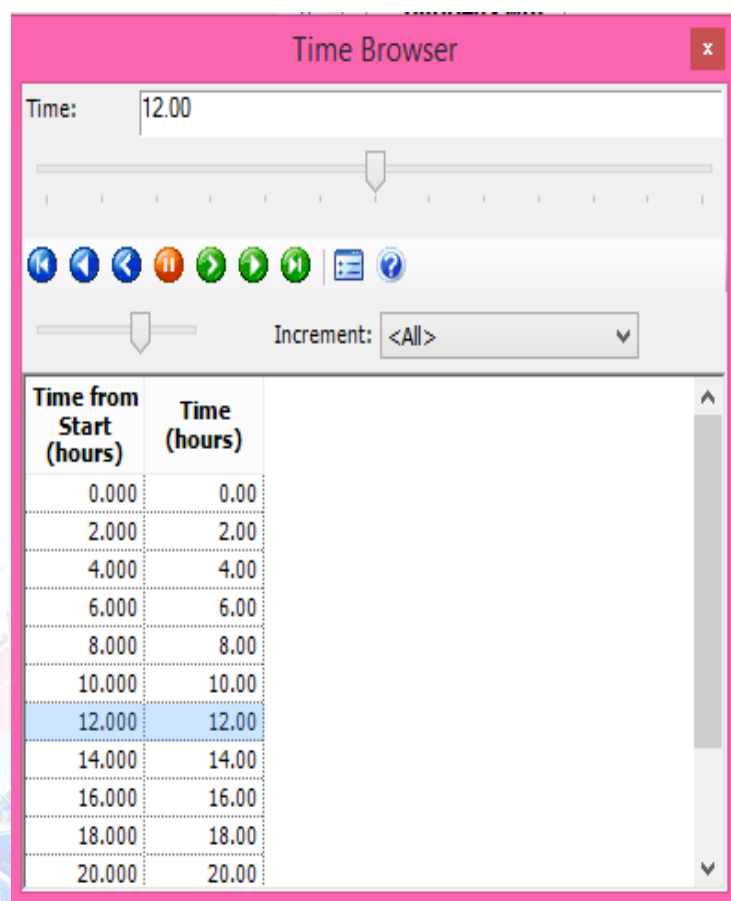 Time Browser
x
Time: 12.00
Increment: <All>
Time from Start (hours) Time (hours)
0.000 0.00
2.000 2.00
4.000 4.00
6.000 6.00
8.000 8.00
10.000 10.00
12.000 12.00
14.000 14.00
16.000 16.00
18.000 18.00
20.000 20.00